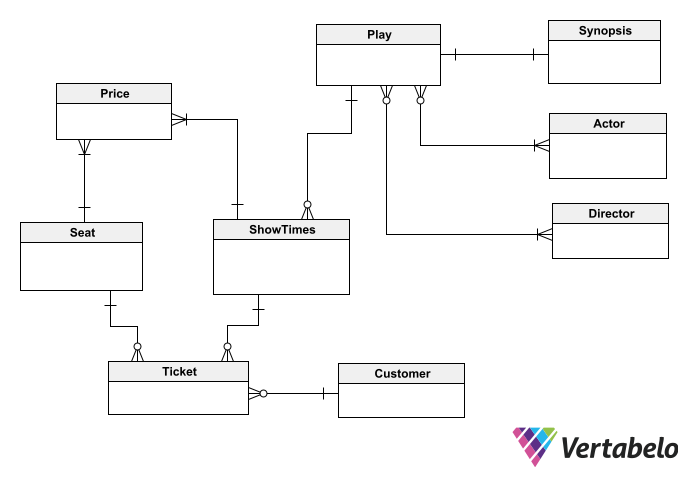 Play
Synopsis
Price
Actor
Director
Seat
ShowTimes
Ticket
Customer
Vertabelo